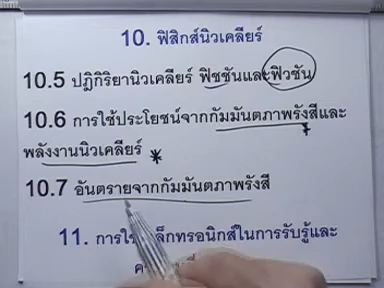 10. ฟิสิกส์นิวเคลียร์
10.5 ปฏิกิริยานิวเคลียร์ ฟิชชันและฟิวชัน
10.6 การใช้ประโยชน์จากกัมมันตภาพรังสีและ
พลังงานนิวเคลียร์ *
10.7 อันตรายจากกัมมันตภาพรังสี
11. การใช้ เล็กทรอนิกส์ในการรับรู้และ